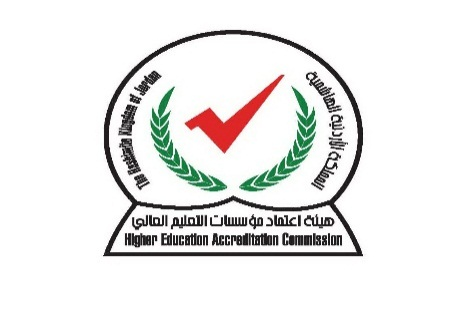 The Hashemite Kingdom of Jordan
المملكة الأردنية الهاشمية
هيئة اعتماد مؤسسات التعليم العالي
Higher Education Accreditation Commission